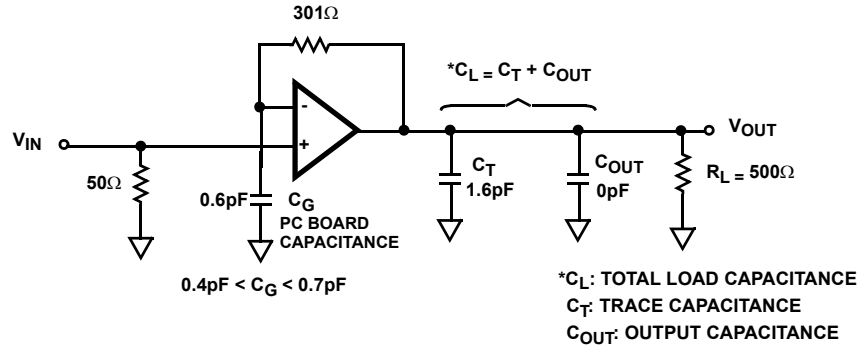 301Ω
*CL = CT + COUT
-
+
VIN
VOUT
50Ω
0.6pF
CG
PC BOARD
CAPACITANCE
CT
1.6pF
COUT
0pF
RL = 500Ω
0.4pF < CG < 0.7pF
*CL: TOTAL LOAD CAPACITANCE
CT: TRACE CAPACITANCE
COUT: OUTPUT CAPACITANCE